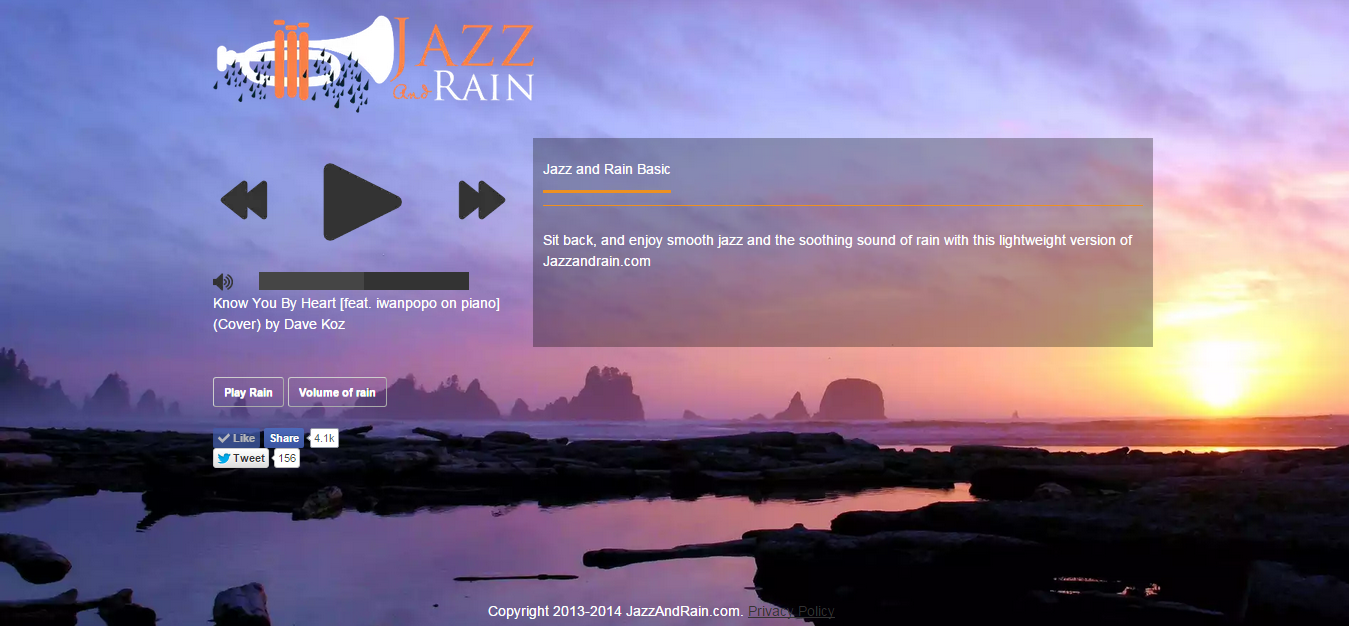 JAZZ
RAIN
Jazz and Rain Basic
Sit back, and enjoy smooth jazz and the soothing sound of rain with this lightweight version of
Jazzandrain.com
Know You By Heart [feat. iwanpopo on piano]
(Cover) by Dave Koz
Play Rain
Volume of rain
Like
Share
4.1k
Tweet
156
Copyright 2013-2014 JazzAndRain.com. Privacy Policy